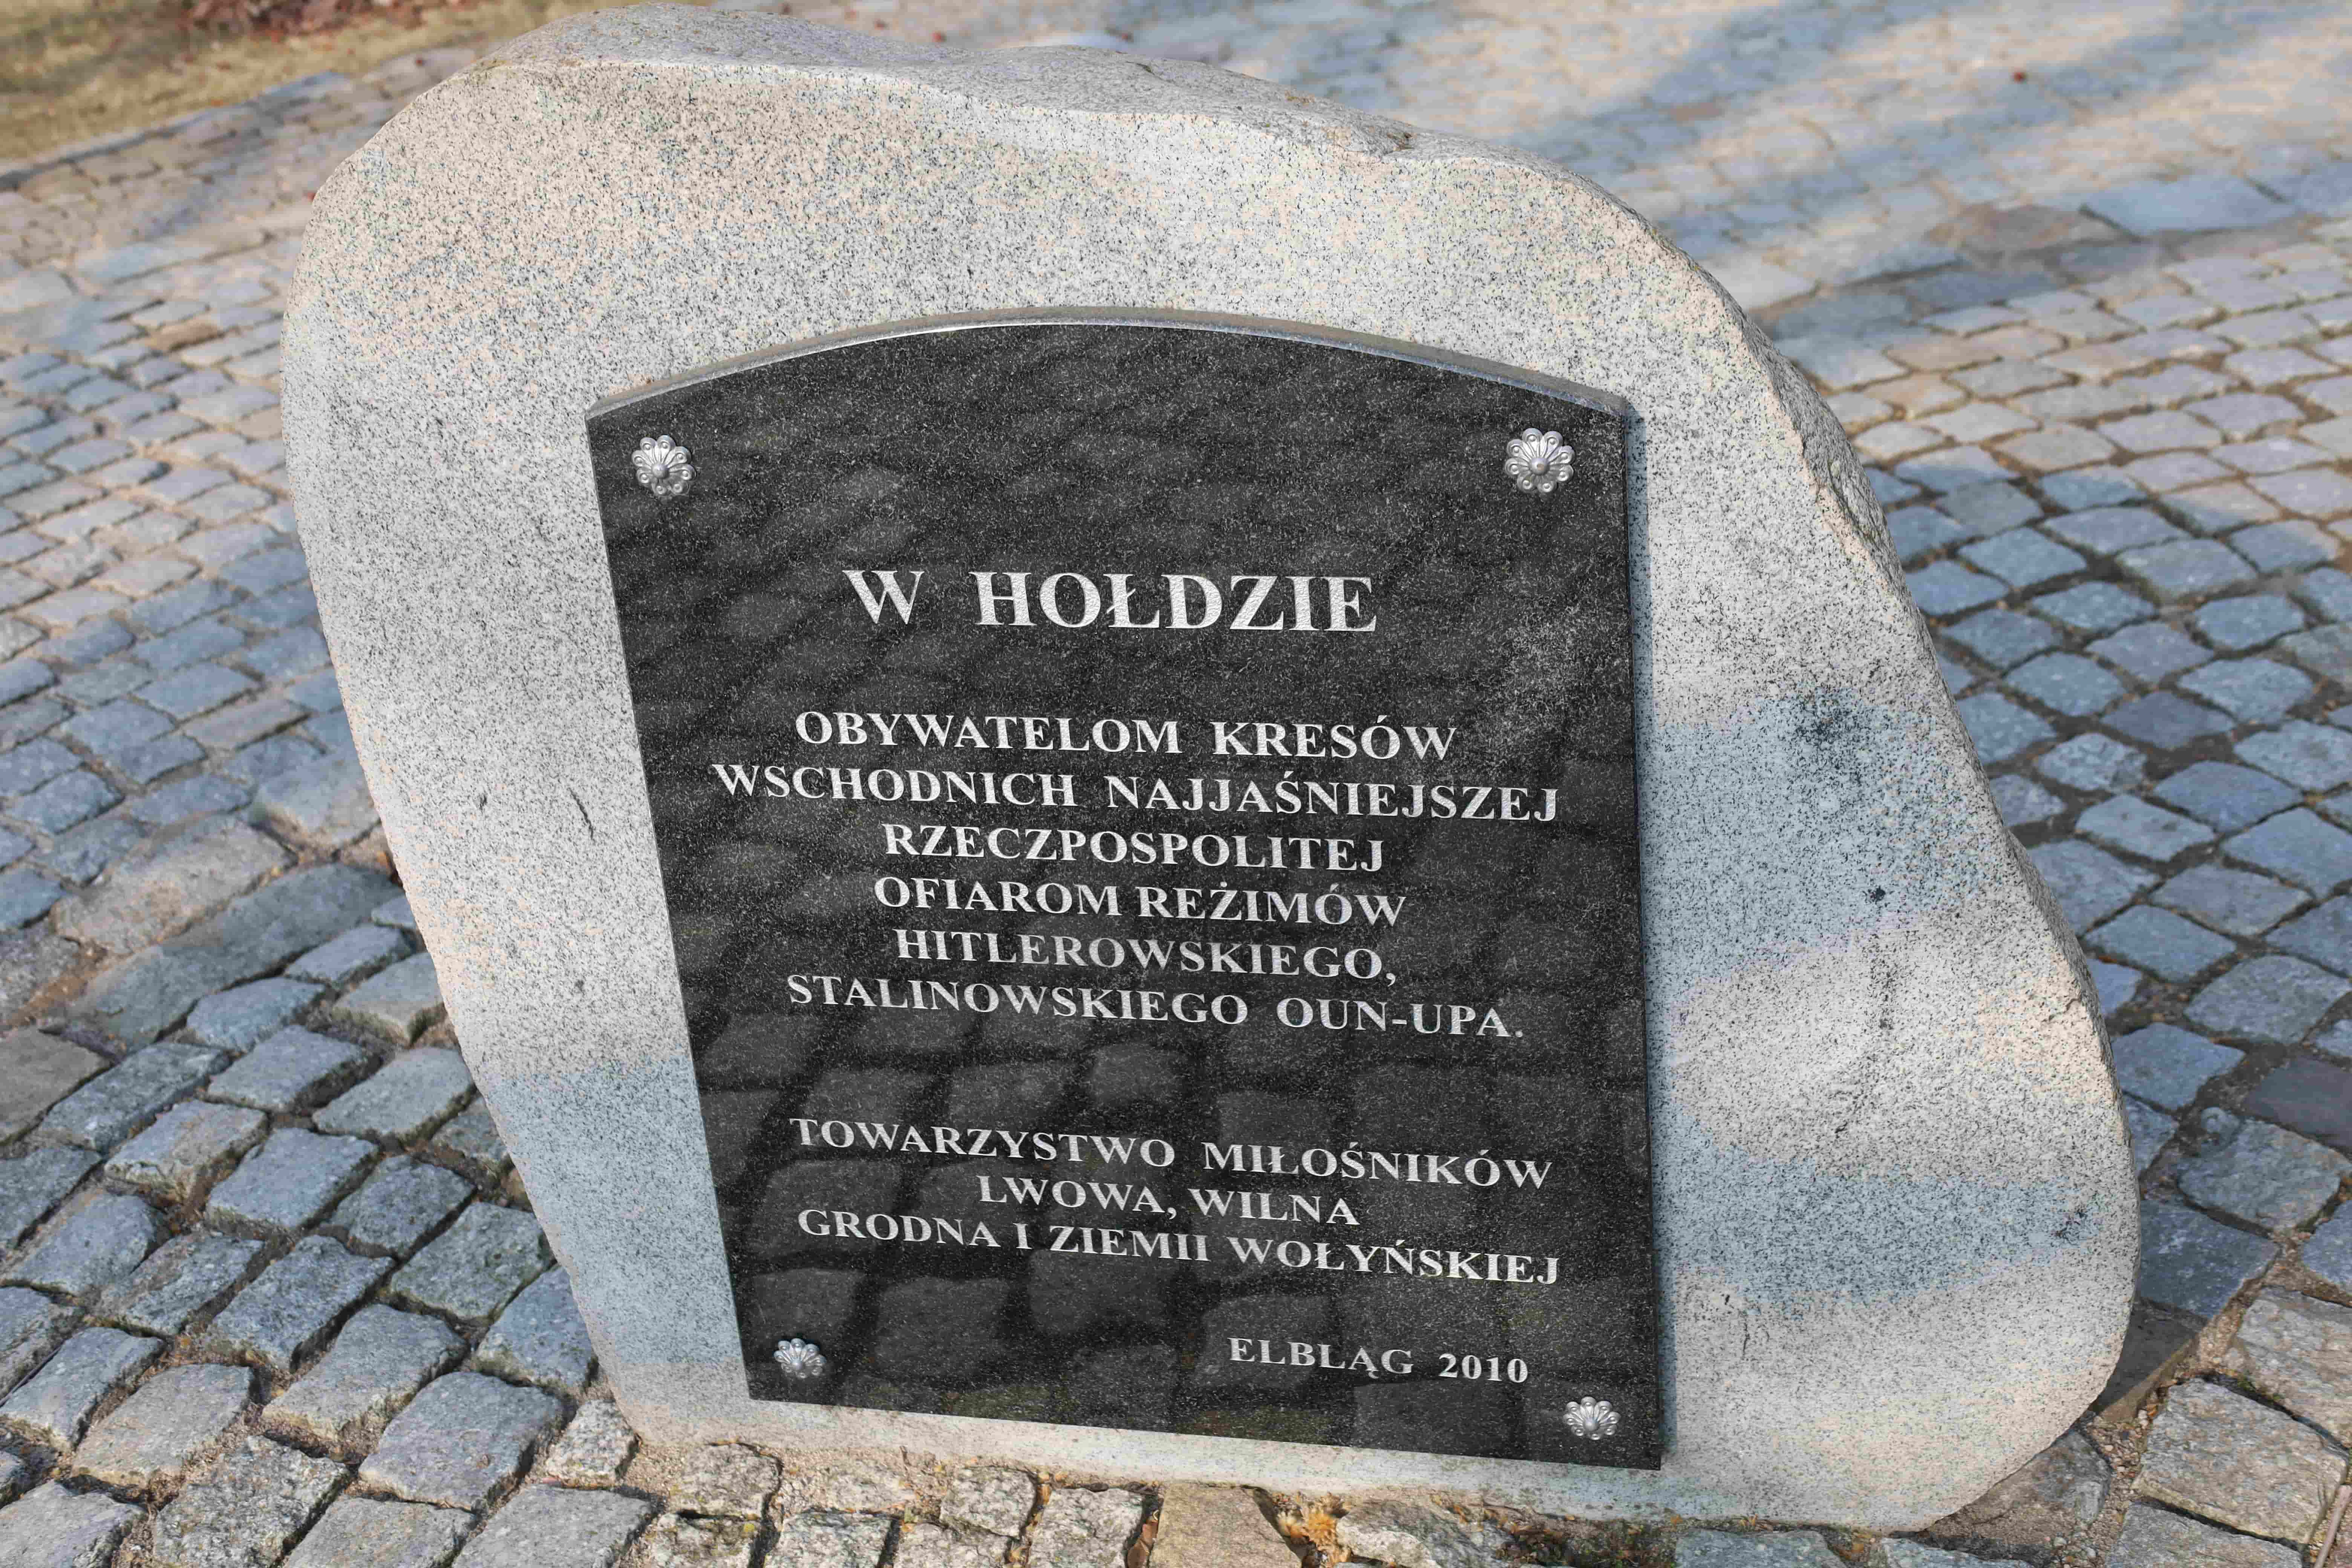 W HOŁDZIE
OBYWATELOM KRESÓW
WSCHODNICH NAJJAŚNIEJSZEJ
RZECZPOSPOLITEJ
OFIAROM REŻIMÓW
HITLEROWSKIEGO,
STALINOWSKIEGO OUN-UPA.
TOWARZYSTWO MIŁOŚNIKÓW
LWOWA, WILNA
GRODNA I ZIEMII WOŁYŃSKIEJ
ELBLĄG 2010